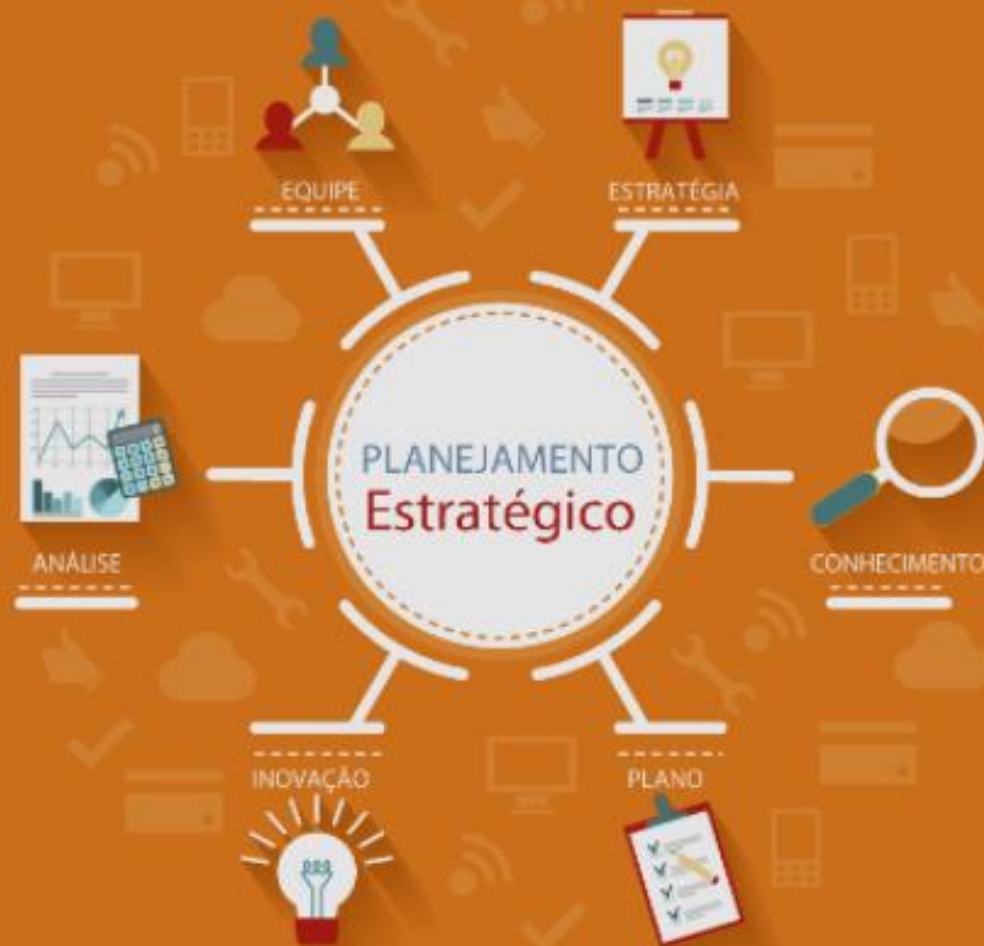 EQUIPE
ESTRATÉGIA
PLANEJAMENTO
Estratégico
ANÁLISE
CONHECIMENTO
INOVAÇÃO
PLANO